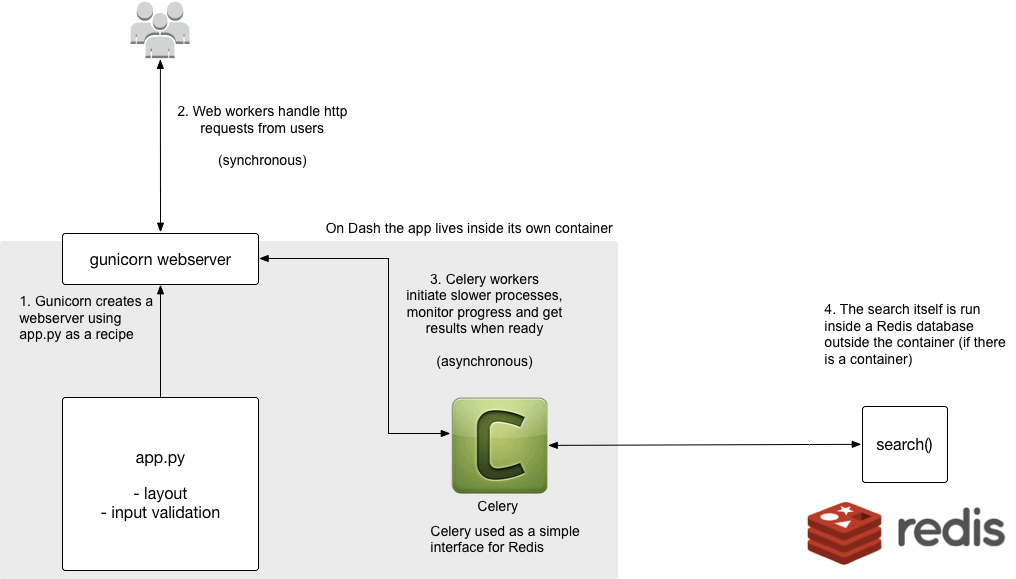 2. Web workers handle http
requests from users
(synchronous)
On Dash the app lives inside its own container
gunicorn webserver
1. Gunicorn creates a
webserver using
app.py as a recipe
3. Celery workers
initiate slower processes,
monitor progress and get
results when ready
(asynchronous)
4. The search itself is run
inside a Redis database
outside the container (if there
is a container)
app.py
- layout
- input validation
C
Celery
Celery used as a simple
interface for Redis
search()
redis